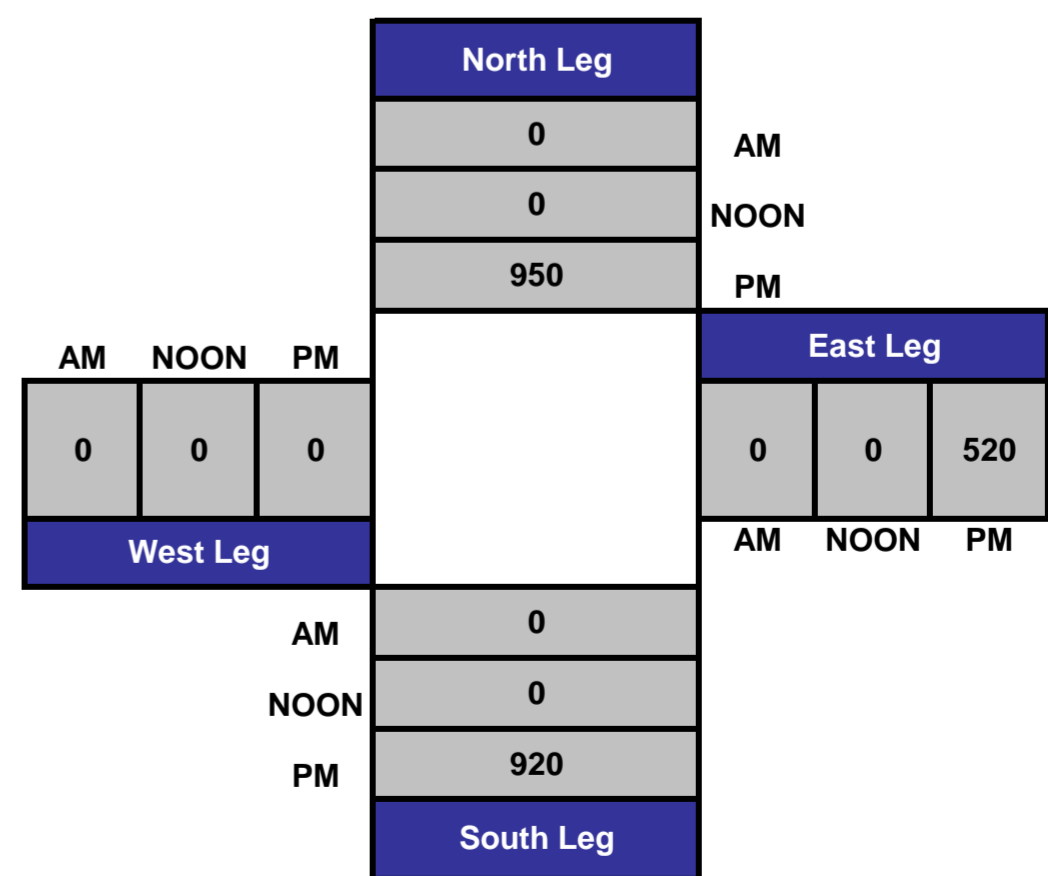 North Leg
0 AM
0 NOON
950 PM
East Leg
AM NOON PM
0 0 0 0 0 520
West Leg
AM NOON PM
AM 0
NOON 0
PM 920
South Leg